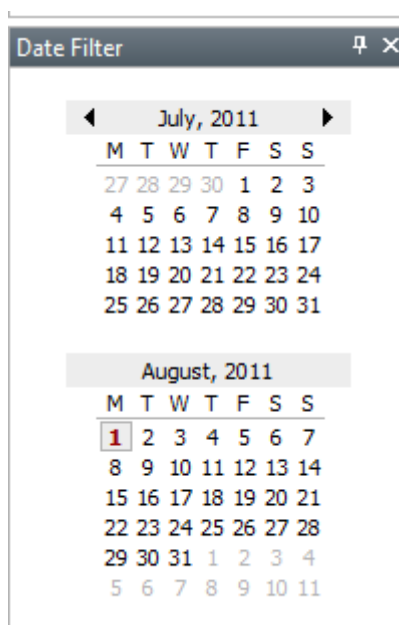 Date Filter
July, 2011
M T W T F S S
27 28 29 30 1 2 3
4 5 6 7 8 9 10
11 12 13 14 15 16 17
18 19 20 21 22 23 24
25 26 27 28 29 30 31
August, 2011
M T W T F S S
1 2 3 4 5 6 7
8 9 10 11 12 13 14
15 16 17 18 19 20 21
22 23 24 25 26 27 28
29 30 31 1 2 3 4
5 6 7 8 9 10 11